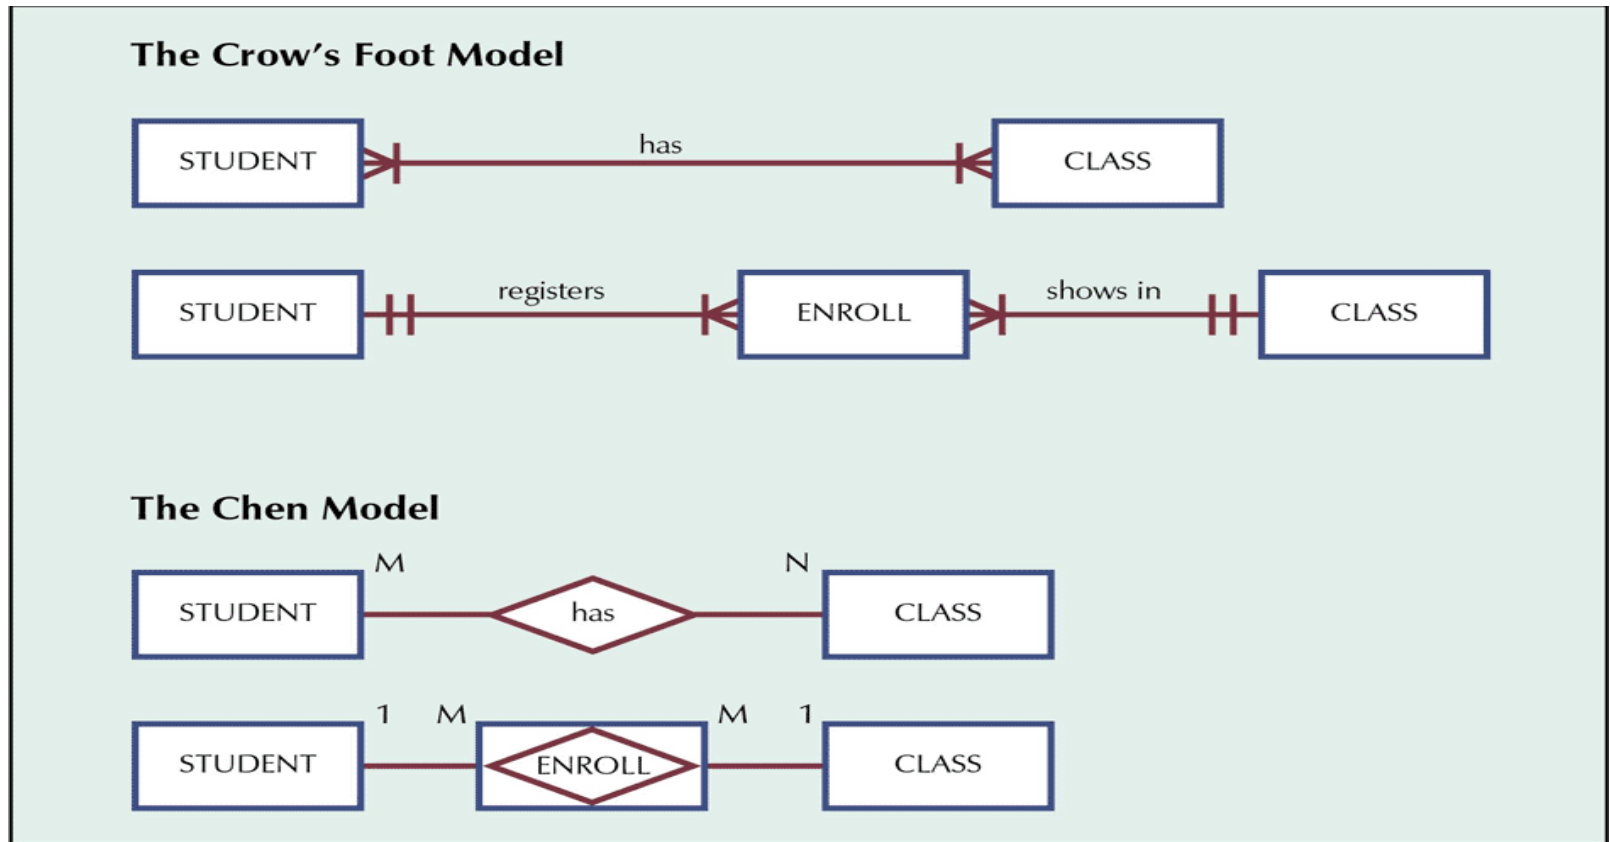 The Crow's Foot Model
has
STUDENT CLASS
registers shows in
STUDENT ENROLL CLASS
The Chen Model
M N
STUDENT has CLASS
1 M M 1
STUDENT ENROLL CLASS